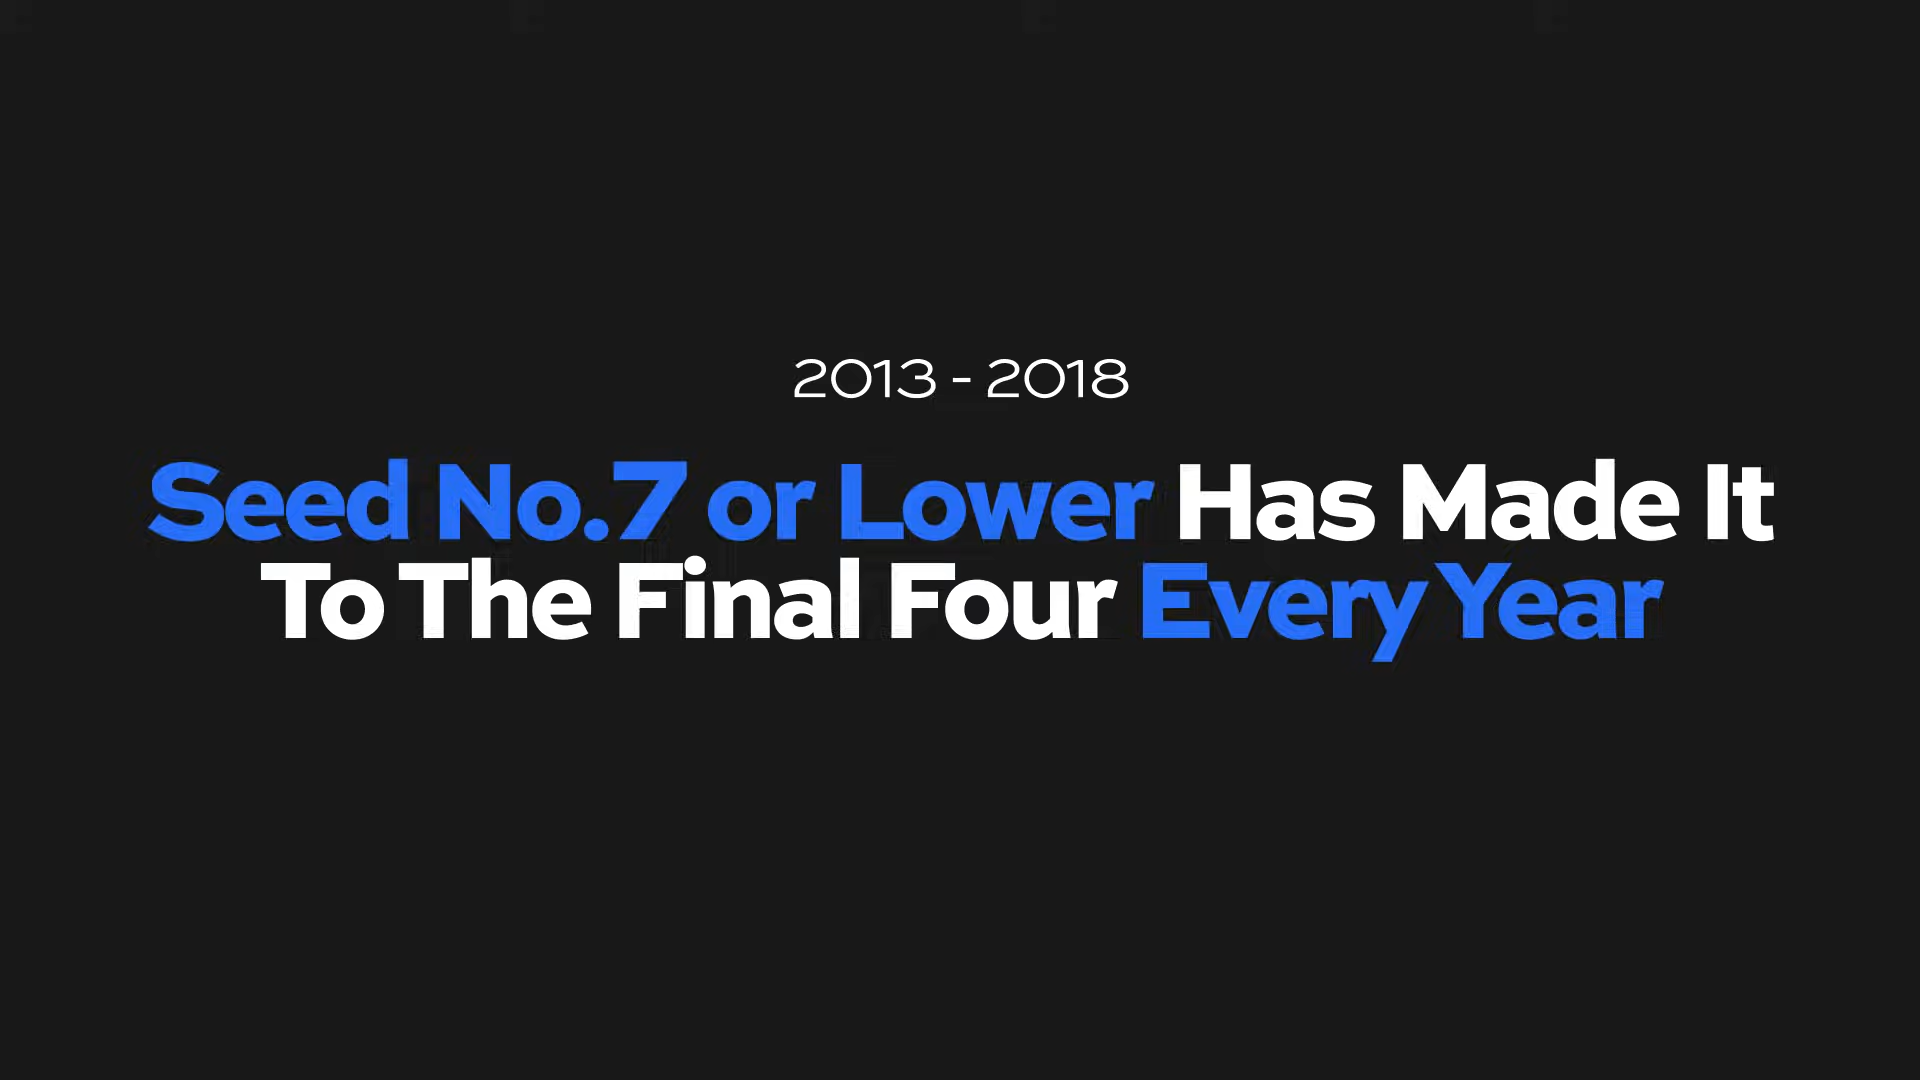 2013 - 2018
Seed No.7 or Lower Has Made It
To The Final Four Every Year